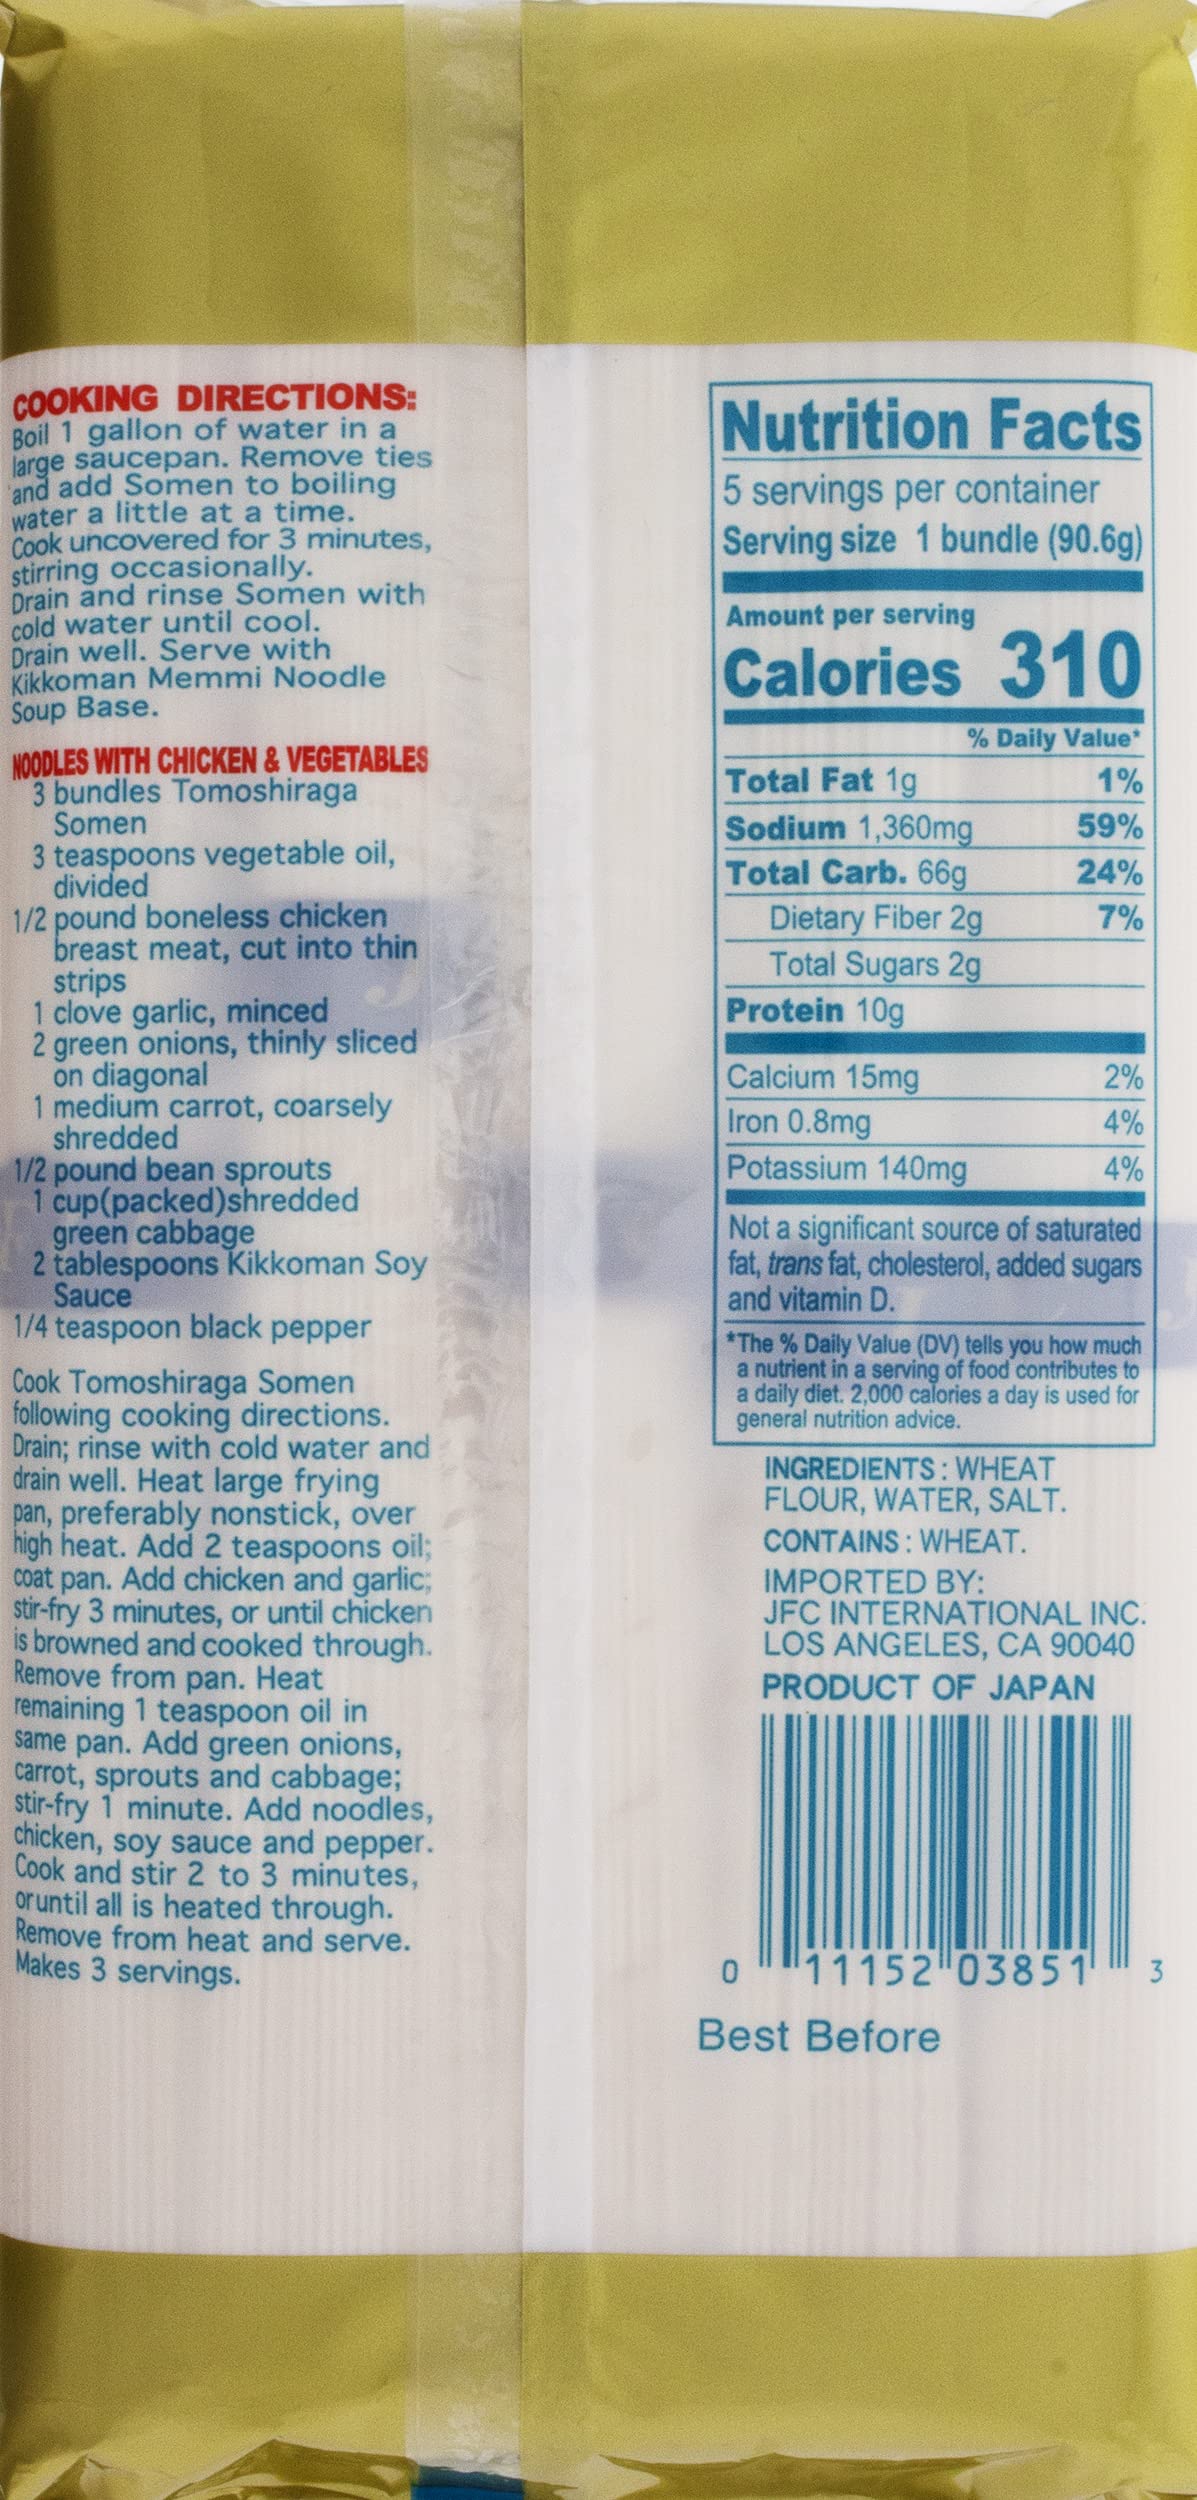 COOKING DIRECTIONS:
Boil 1 gallon of water in a
large saucepan. Remove ties
and add Somen to boiling
water a little at a time.
Cook uncovered for 3 minutes,
stirring occasionally.
Drain and rinse Somen with
cold water until cool.
Drain well. Serve with
Kikkoman Memmi Noodle
Soup Base.
NOODLES WITH CHICKEN & VEGETABLES
3 bundles Tomoshiraga
Somen
3 teaspoons vegetable oil,
divided
1/2 pound boneless chicken
breast meat, cut into thin
strips
1 clove garlic, minced
2 green onions, thinly sliced
on diagonal
1 medium carrot, coarsely
shredded
1/2 pound bean sprouts
1 cup(packed)shredded
green cabbage
2 tablespoons Kikkoman Soy
Sauce
1/4 teaspoon black pepper
Cook Tomoshiraga Somen
following cooking directions.
Drain; rinse with cold water and
drain well. Heat large frying
pan, preferably nonstick, over
high heat. Add 2 teaspoons oil;
coat pan. Add chicken and garlic;
stir-fry 3 minutes, or until chicken
is browned and cooked through.
Remove from pan. Heat
remaining 1 teaspoon oil in
same pan. Add green onions,
carrot, sprouts and cabbage;
stir-fry 1 minute. Add noodles,
chicken, soy sauce and pepper.
Cook and stir 2 to 3 minutes,
or until all is heated through.
Remove from heat and serve.
Makes 3 servings.
Nutrition Facts
5 servings per container
Serving size 1 bundle (90.6g)
Amount per serving
Calories 310
% Daily Value*
Total Fat 1g 1%
Sodium 1,360mg 59%
Total Carb. 66g 24%
Dietary Fiber 2g 7%
Total Sugars 2g
Protein 10g
Calcium 15mg 2%
Iron 0.8mg 4%
Potassium 140mg 4%
Not a significant source of saturated
fat, trans fat, cholesterol, added sugars
and vitamin D.
*The % Daily Value (DV) tells you how much
a nutrient in a serving of food contributes to
a daily diet. 2,000 calories a day is used for
general nutrition advice.
INGREDIENTS : WHEAT
FLOUR, WATER, SALT.
CONTAINS : WHEAT.
IMPORTED BY:
JFC INTERNATIONAL INC.
LOS ANGELES, CA 90040
PRODUCT OF JAPAN
0 11152 03851 3
Best Before